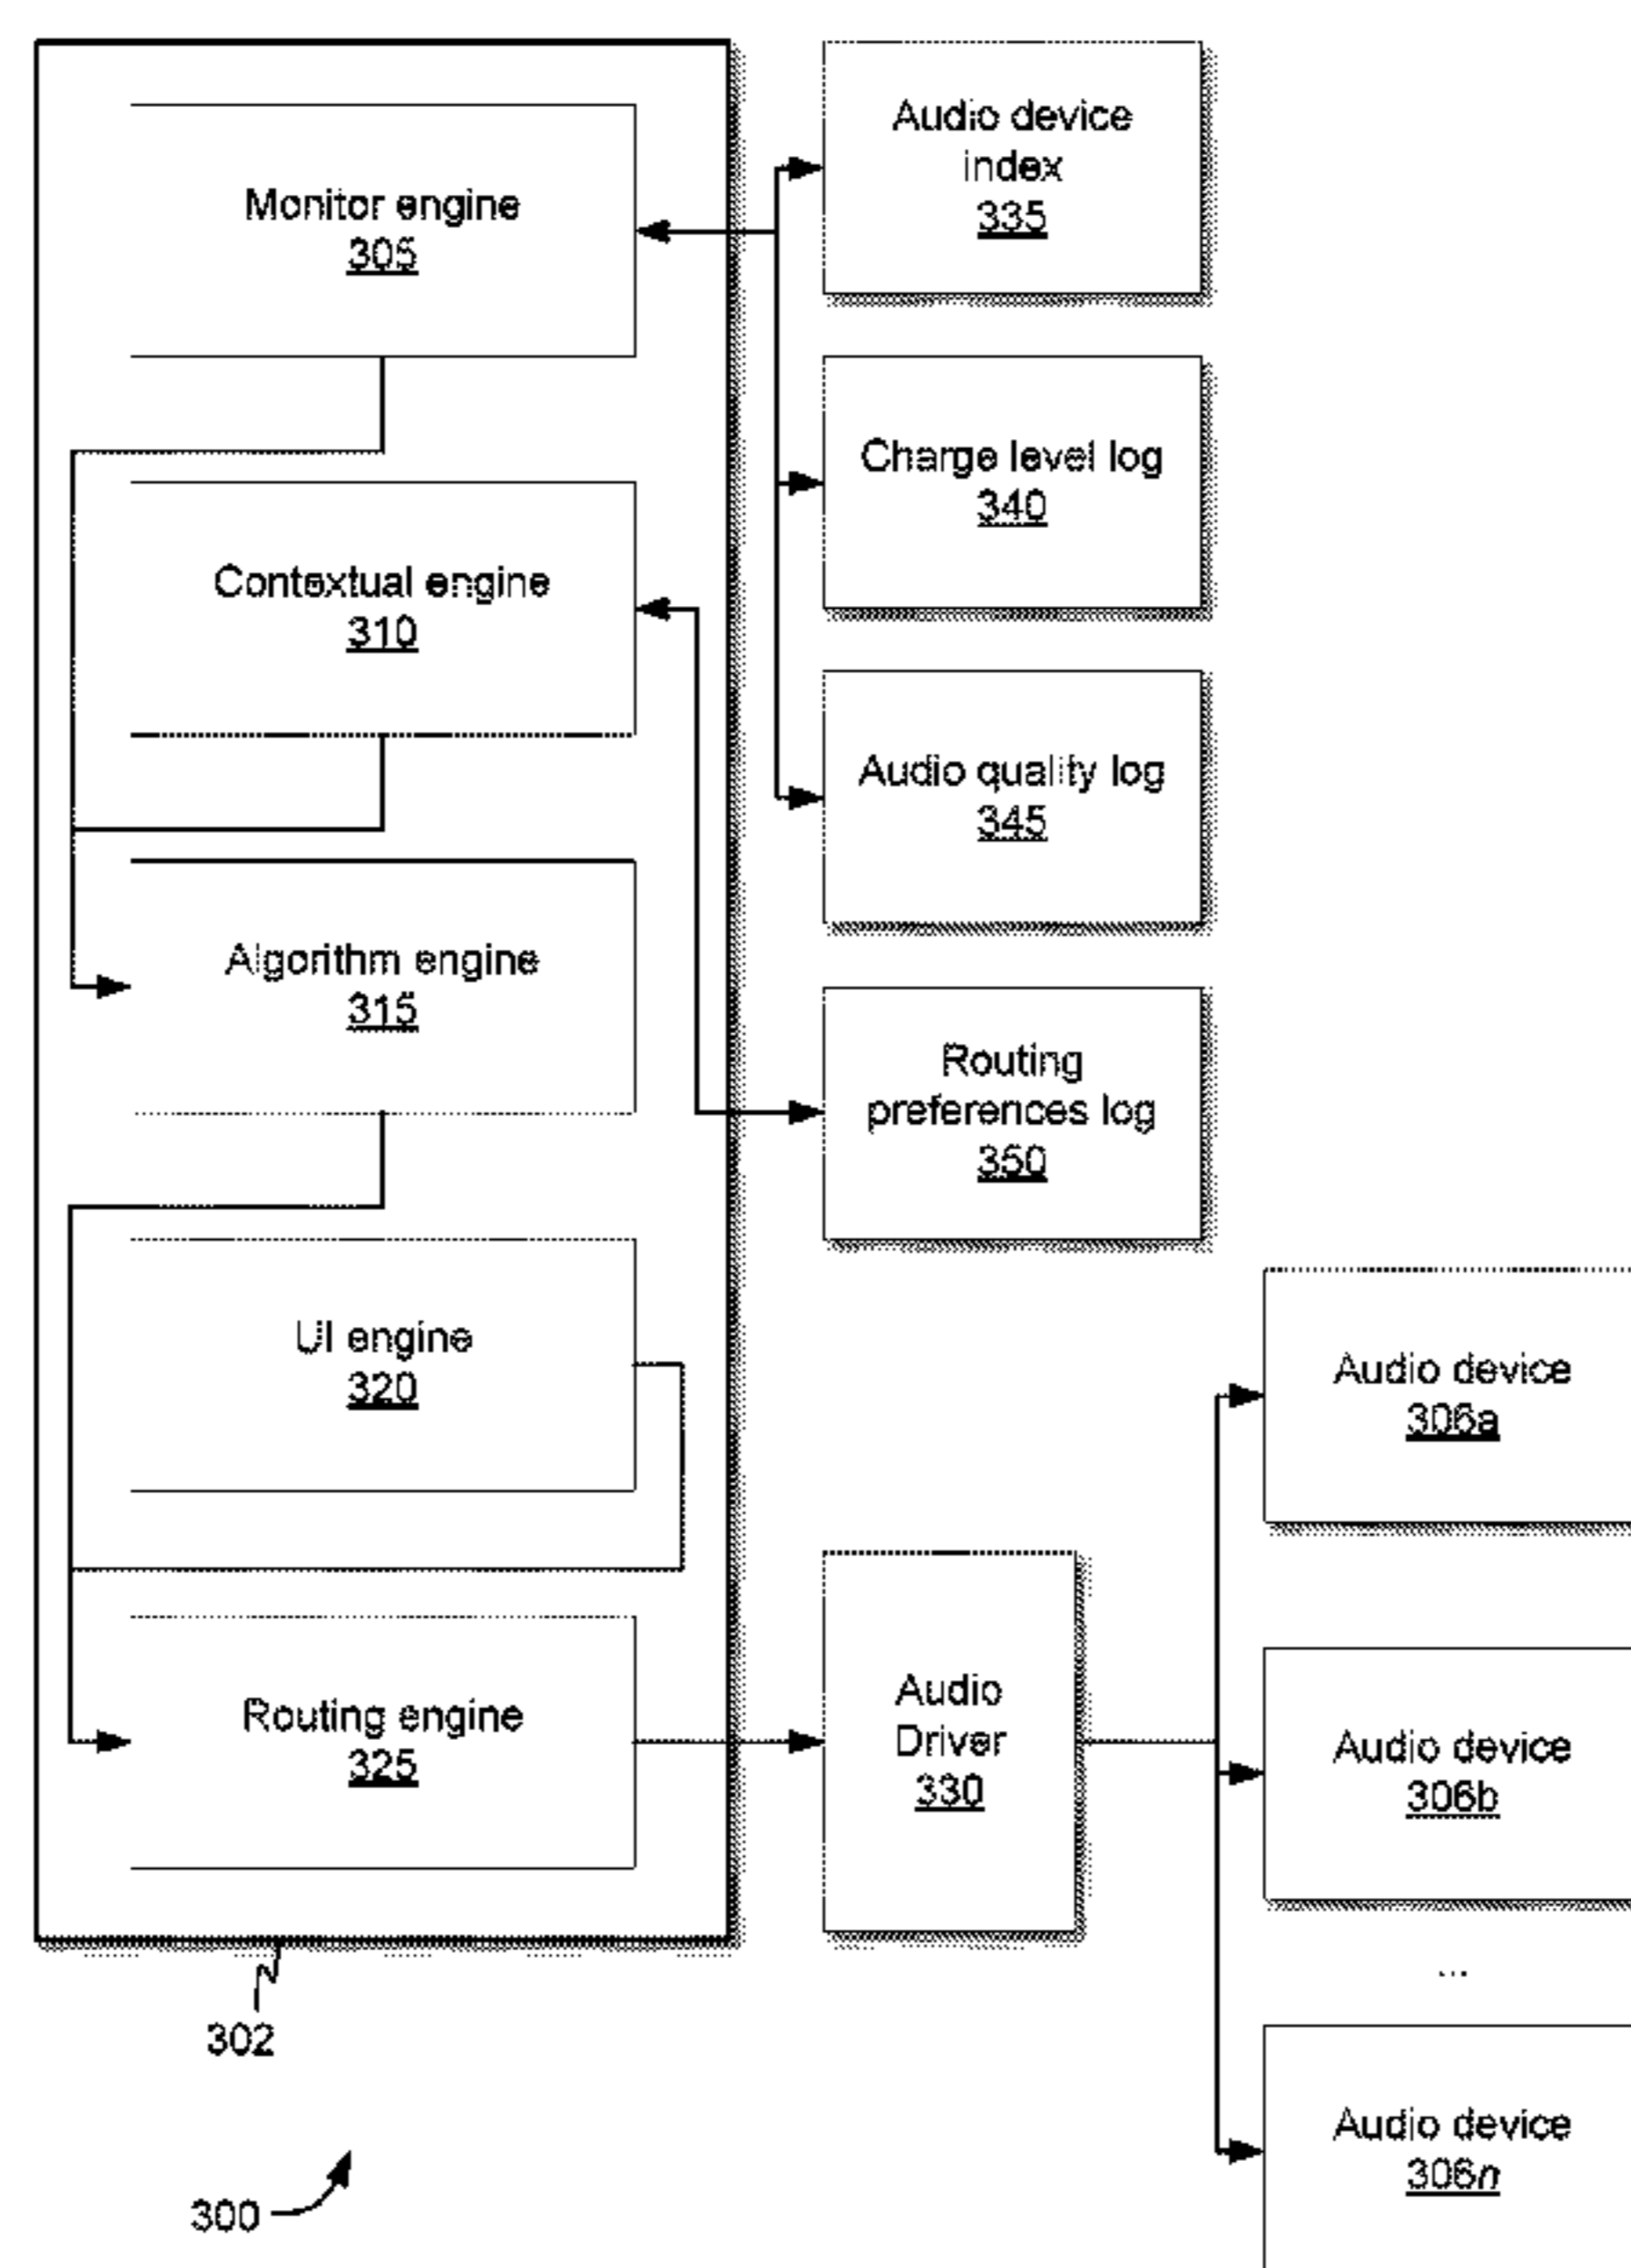 Monitor engine
305
Contextual engine
310
Algorithm engine
315
UI engine
320
Routing engine
325
302
300
Audio device
index
335
Charge level log
340
Audio quality log
345
Routing
preferences log
350
Audio
Driver
330
Audio device
306a
Audio device
306b
...
Audio device
306n